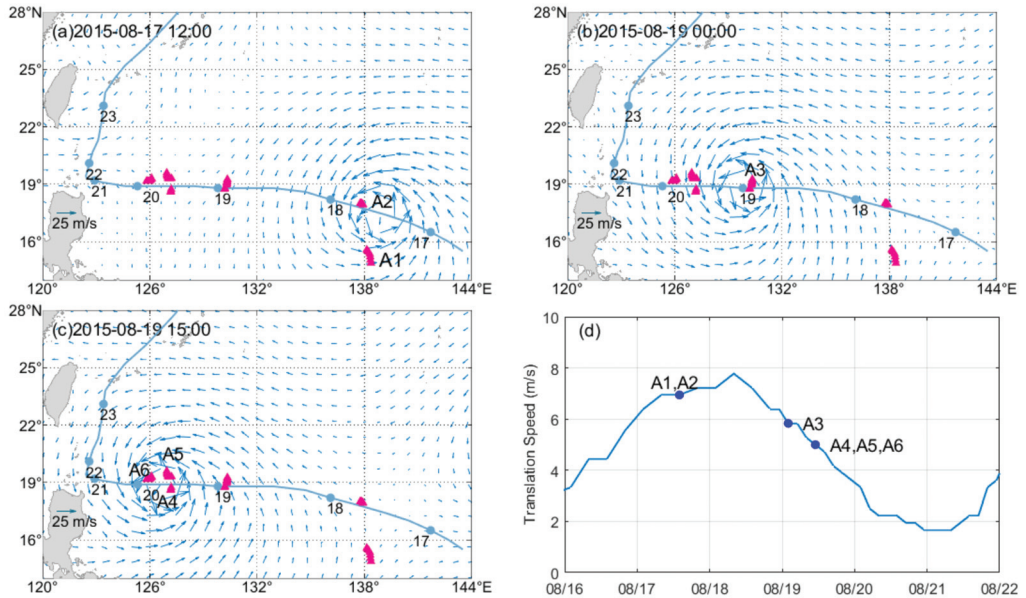 28°N
(a)2015-08-17 12:00
25°
22°
19°
16°
23
22
21
20
19
18
17
A2
A1
25 m/s
120° 126° 132° 138° 144°E
28°N
(b)2015-08-19 00:00
25°
22°
19°
16°
23
22
21
20
19
18
17
A3
25 m/s
120° 126° 132° 138° 144°E
28°N
(c)2015-08-19 15:00
25°
22°
19°
16°
23
22
21
20
19
18
17
A5
A6
A4
25 m/s
120° 126° 132° 138° 144°E
(d)
Translation Speed (m/s)
10
8
6
4
2
0
A1,A2
A3
A4,A5,A6
08/16 08/17 08/18 08/19 08/20 08/21 08/22